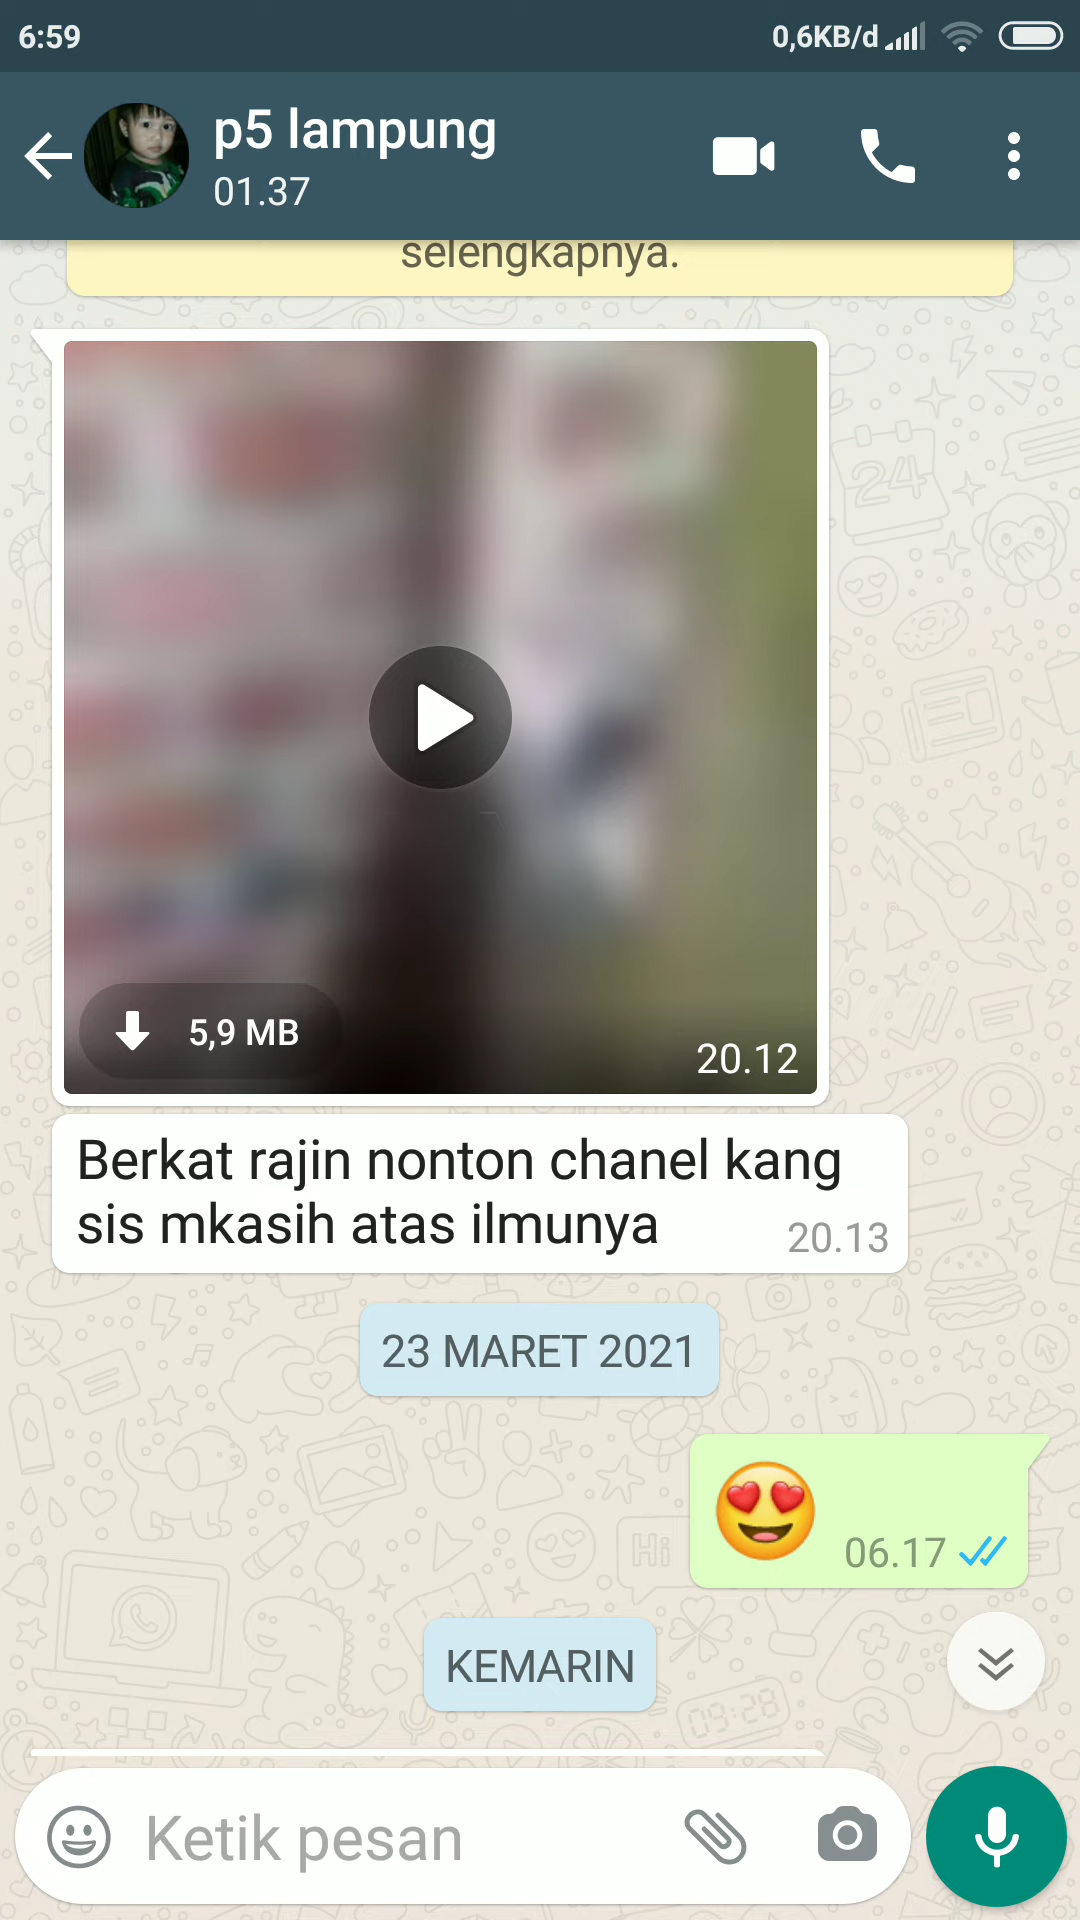 6:59 0,6KB/d
p5 lampung
01.37
selengkapnya.
5,9 MB
20.12
Berkat rajin nonton chanel kang
sis mkasih atas ilmunya 20.13
23 MARET 2021
😍 06.17
KEMARIN
Ketik pesan